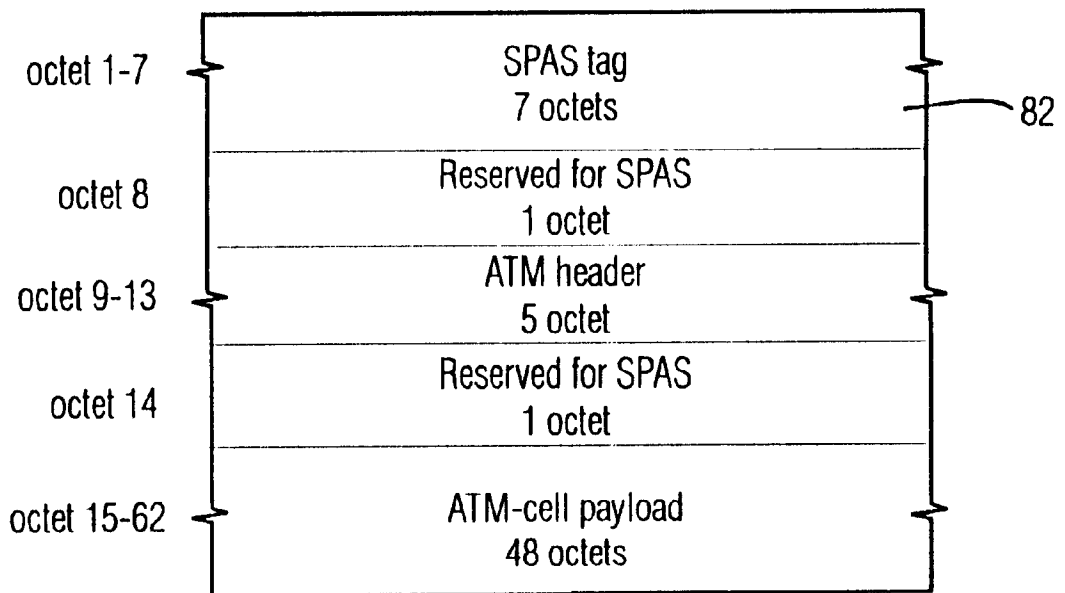 octet 1-7
SPAS tag
7 octets
82
octet 8
Reserved for SPAS
1 octet
octet 9-13
ATM header
5 octet
octet 14
Reserved for SPAS
1 octet
octet 15-62
ATM-cell payload
48 octets